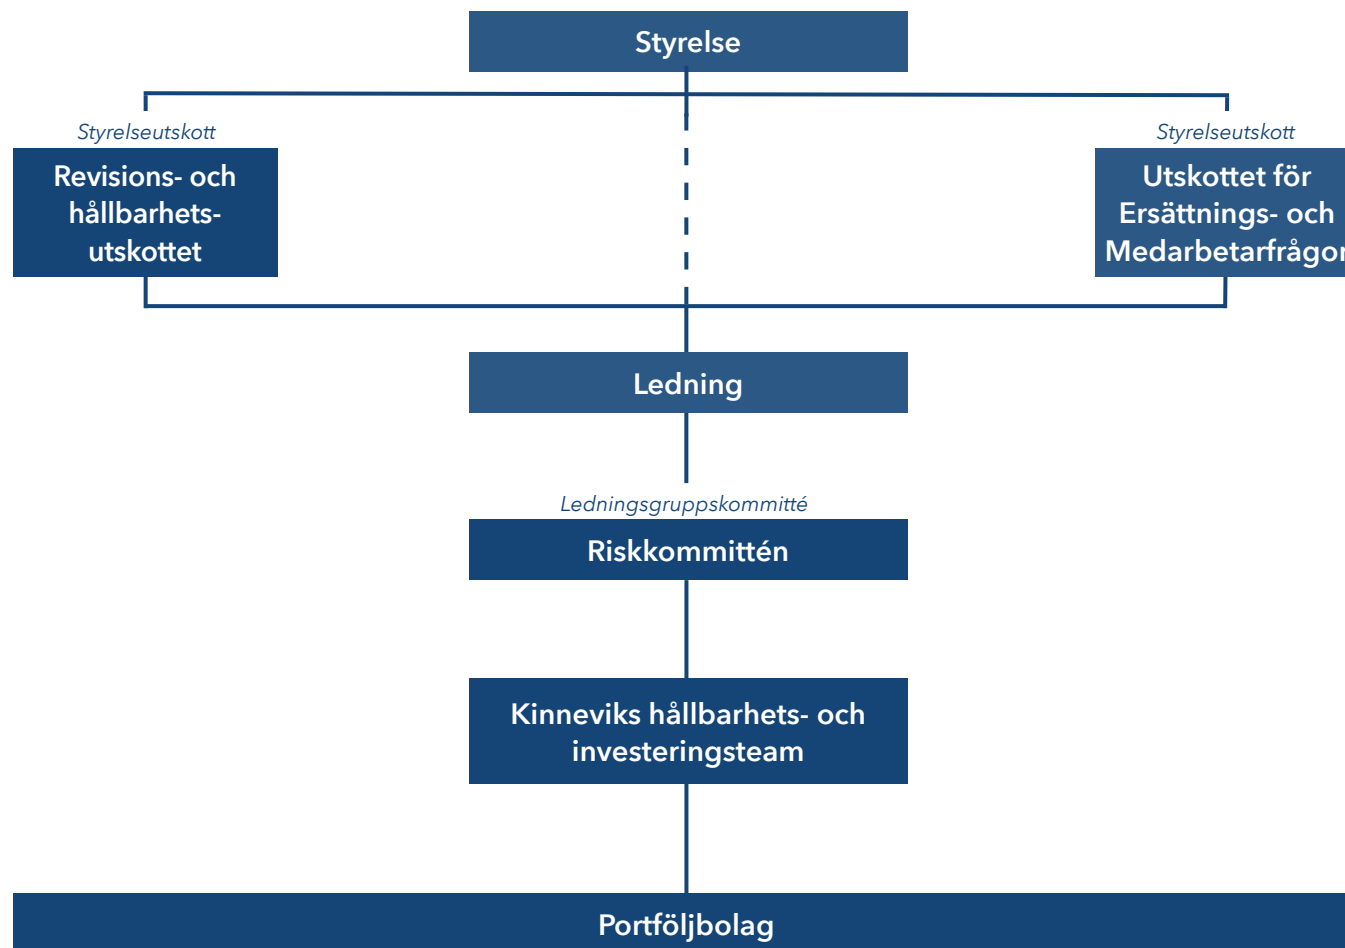 Styrelse
Styrelseutskott
Revisions- och
hållbarhets-
utskottet
Styrelseutskott
Utskottet för
Ersättnings- och
Medarbetarfrågor
Ledning
Ledningsgruppskommitté
Riskkommittén
Kinneviks hållbarhets- och
investeringsteam
Portföljbolag